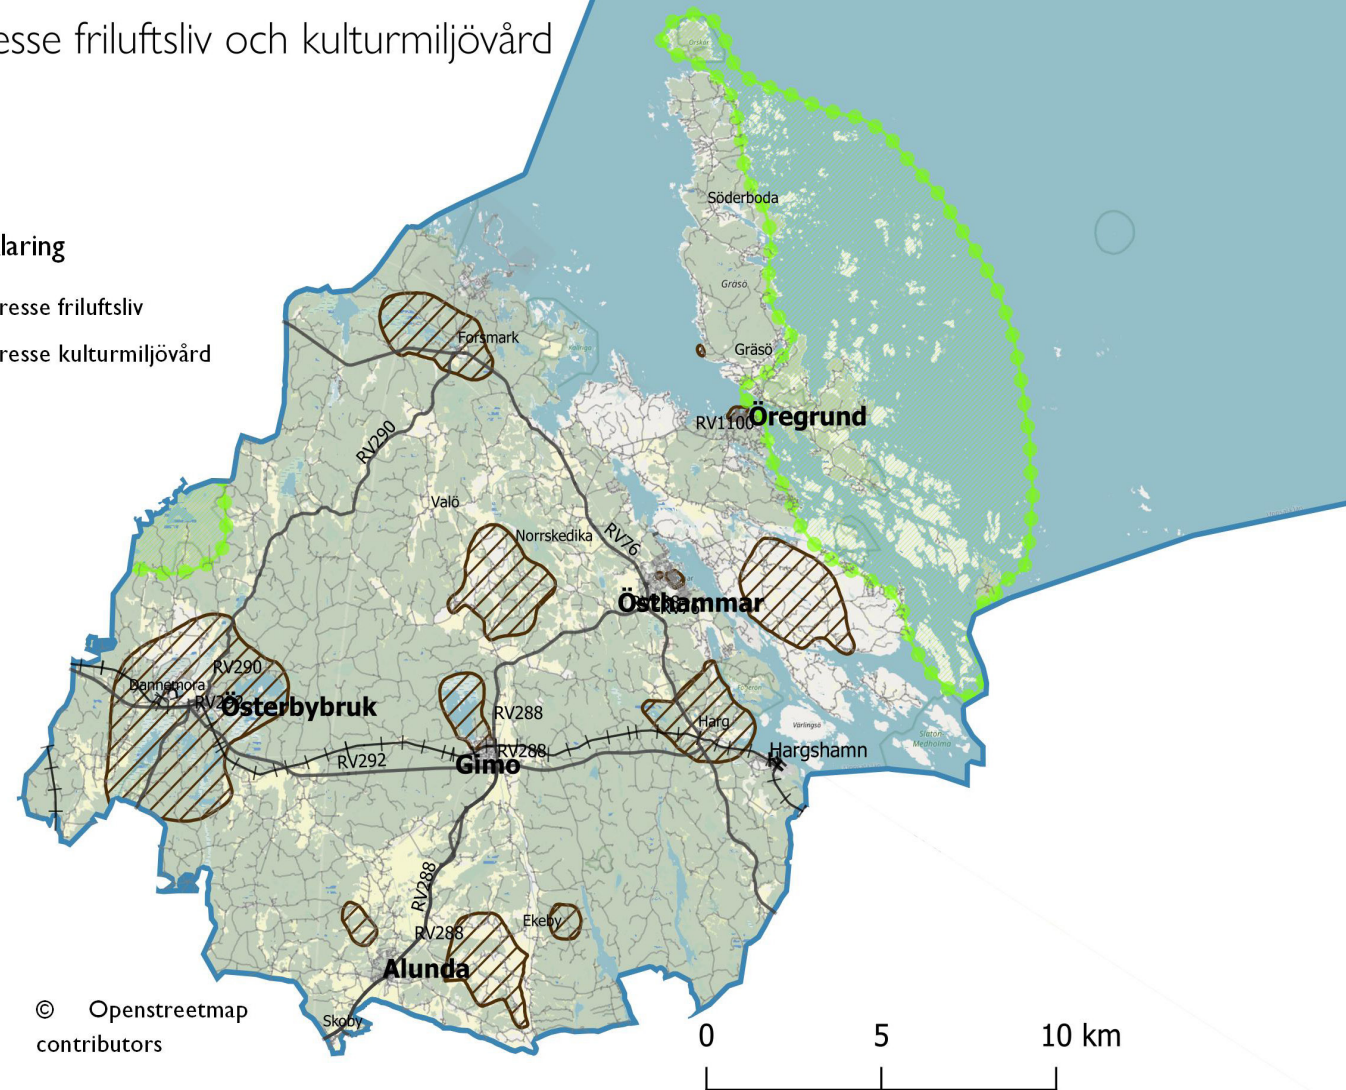 esse friluftsliv och kulturmiljövård
Örskär
Söderboda
laring
Gräsö
resse friluftsliv
Forsmark
Gräsö
resse kulturmiljövård
Öregrund
RV1100
RV290
Valö
Norrskedika
RV76
Östhammar
RV290
Dannemora
Österbybruk
RV288
Harg
Värlingsö
Hargshamn
RV288
RV292
Gimo
RV288
Ekeby
RV288
Alunda
© Openstreetmap
contributors
Skoby
0 5 10 km